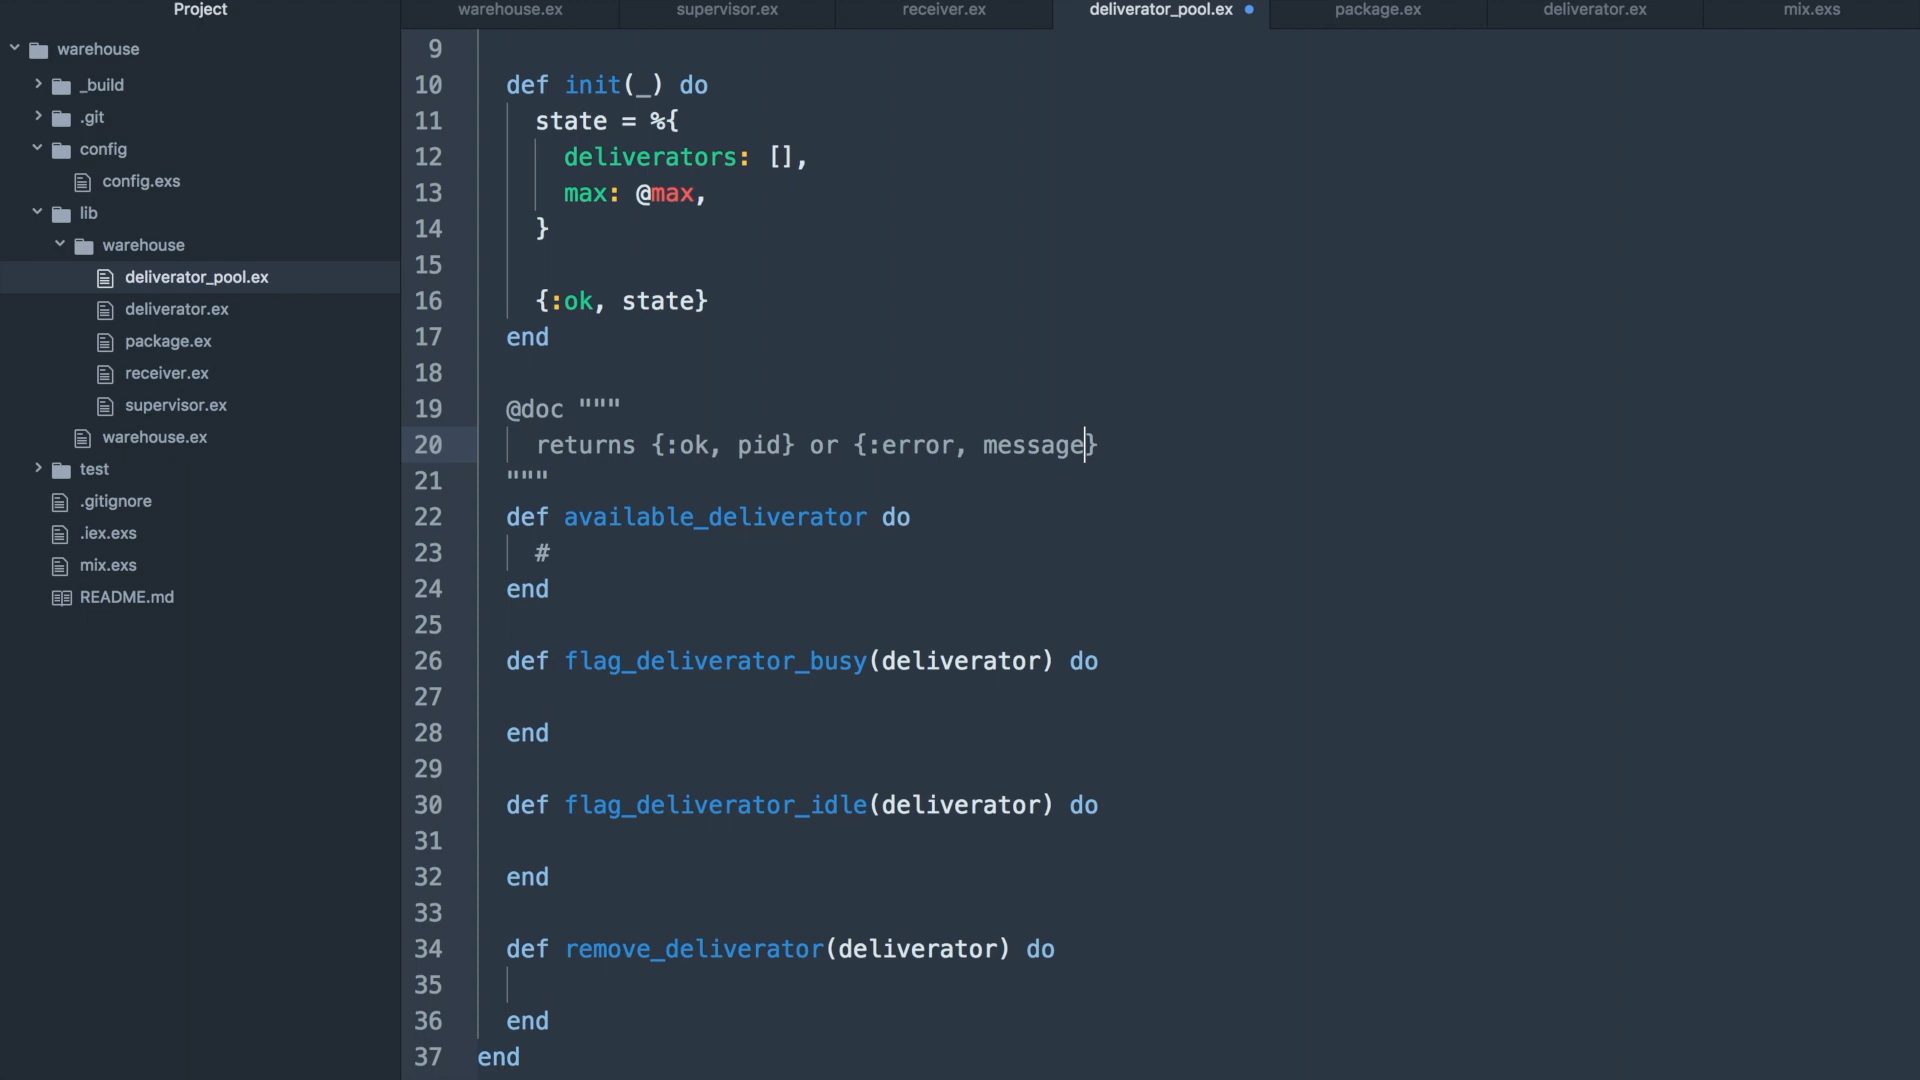 Project
warehouse
_build
.git
config
config.exs
lib
warehouse
deliverator_pool.ex
deliverator.ex
package.ex
receiver.ex
supervisor.ex
warehouse.ex
test
.gitignore
.iex.exs
mix.exs
README.md
warehouse.ex supervisor.ex receiver.ex deliverator_pool.ex package.ex deliverator.ex mix.exs
9
10 def init(_) do
11 state = %{
12 deliverators: [],
13 max: @max,
14 }
15
16 {:ok, state}
17 end
18
19 @doc """
20 returns {:ok, pid} or {:error, message}
21 """
22 def available_deliverator do
23 #
24 end
25
26 def flag_deliverator_busy(deliverator) do
27
28 end
29
30 def flag_deliverator_idle(deliverator) do
31
32 end
33
34 def remove_deliverator(deliverator) do
35
36 end
37 end